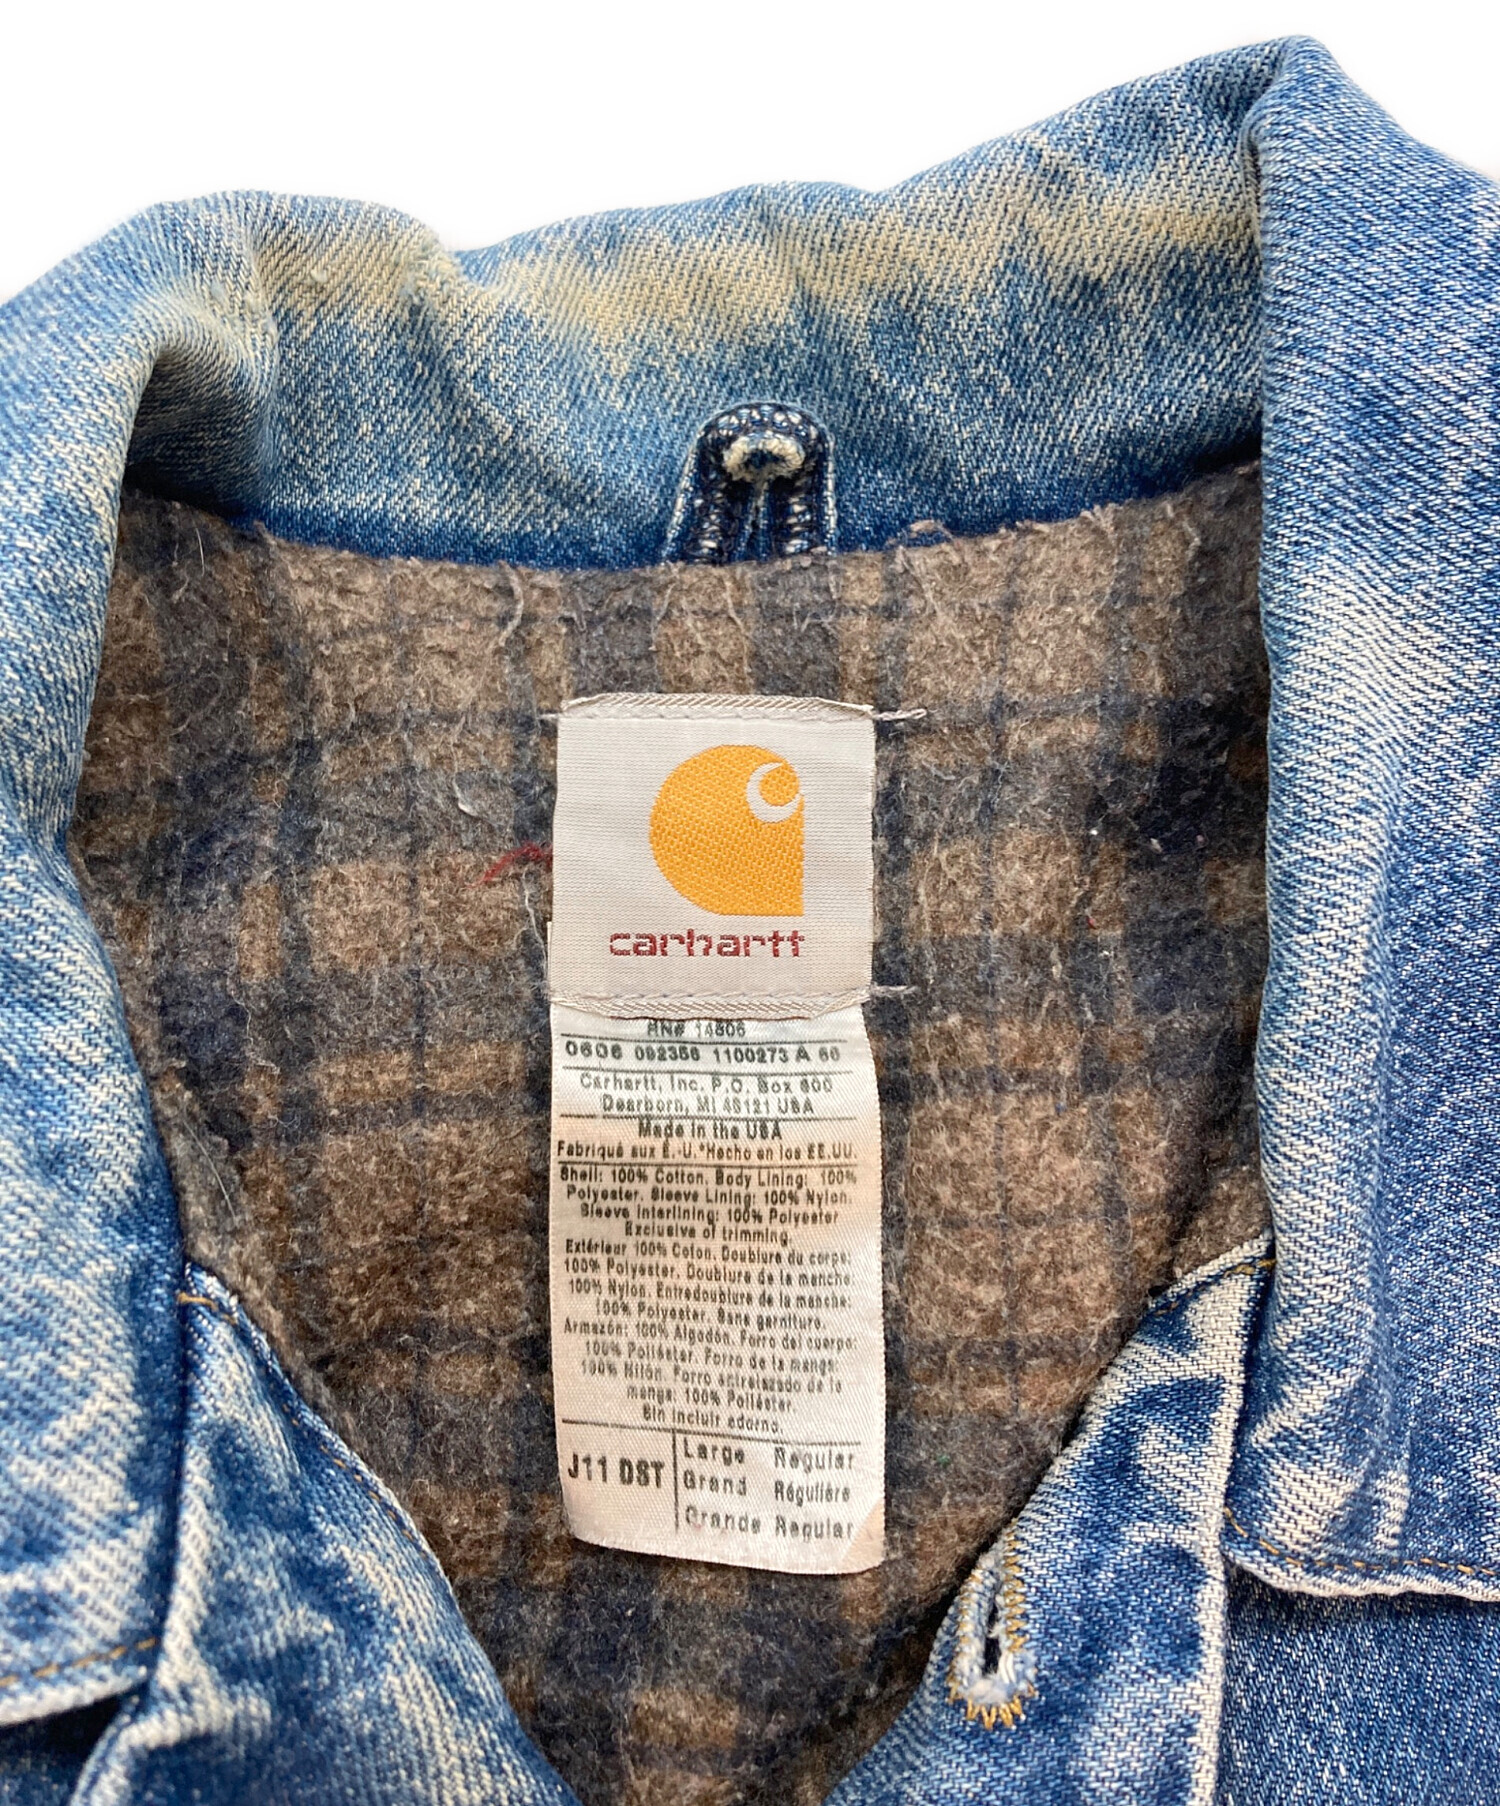 carhartt
RN# 14806
0606 092356 1100273 A 60
Carhartt, Inc. P.O. Box 600
Dearborn, MI 48121 USA
Made in the USA
Fabriqué aux É.-U.*Hecho en los EE.UU.
Shell: 100% Cotton. Body Lining: 100%
Polyester. Sleeve Lining: 100% Nylon.
Sleeve Interlining: 100% Polyester
Exclusive of trimming.
Extérieur 100% Coton. Doublure du corps:
100% Polyester. Doublure de la manche:
100% Nylon. Entredoublure de la manche:
100% Polyester. Sans garniture.
Armazón: 100% Algodón. Forro del cuerpo:
100% Poliéster. Forro de la manga:
100% Nilón. Forro entrelazado de la
manga: 100% Poliéster.
Sin incluir adorno.
J11 DST
Large Regular
Grand Régulière
Grande Regular